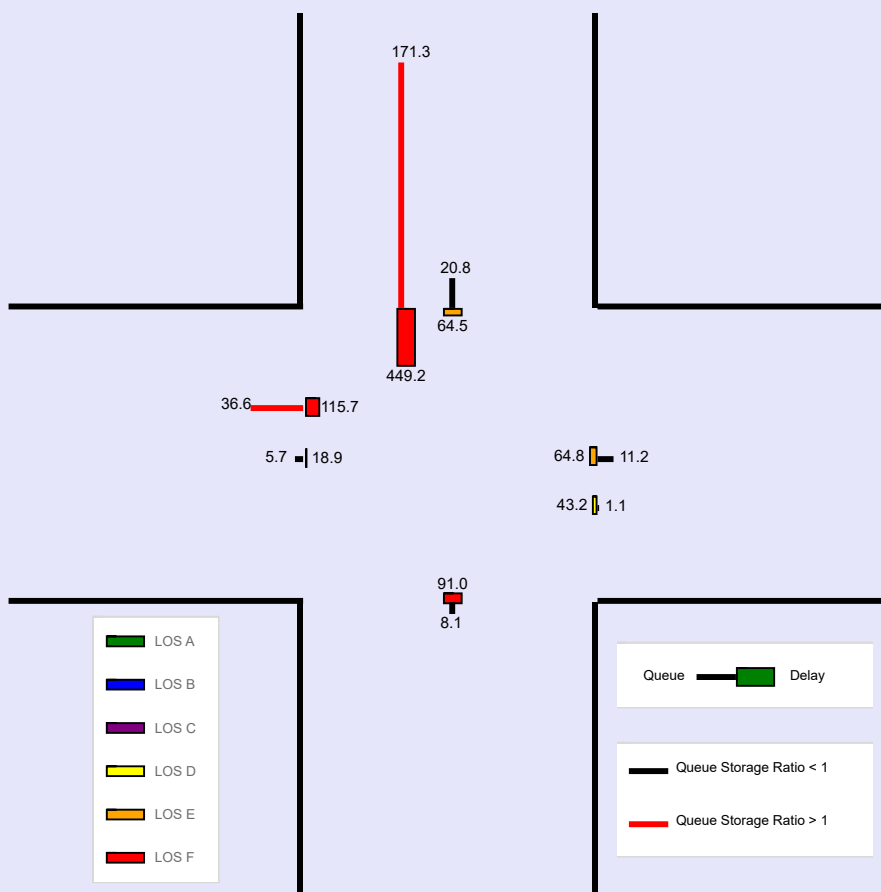 171.3
20.8
64.5
449.2
36.6
115.7
5.7
18.9
64.8
11.2
43.2
1.1
91.0
8.1
LOS A
LOS B
LOS C
LOS D
LOS E
LOS F
Queue
Delay
Queue Storage Ratio < 1
Queue Storage Ratio > 1